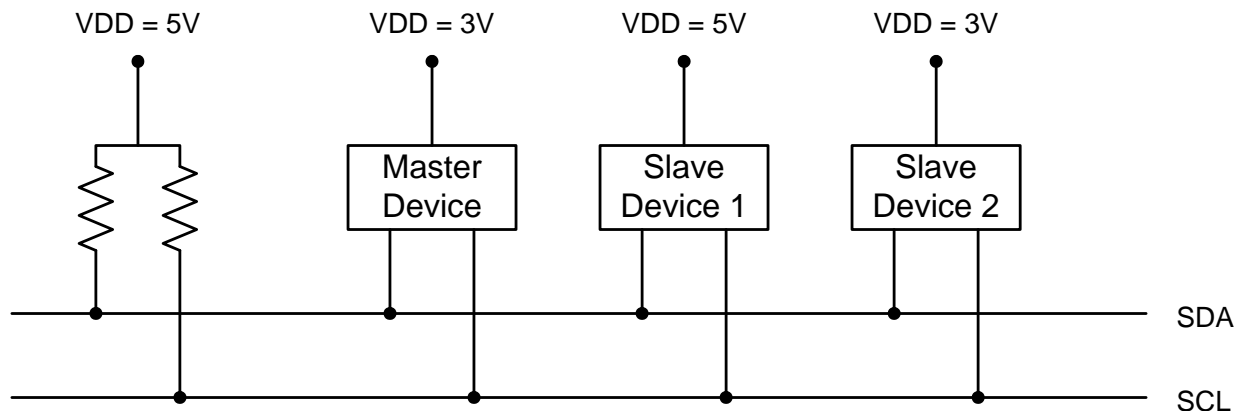 VDD = 5V
VDD = 3V
VDD = 5V
VDD = 3V
Master
Device
Slave
Device 1
Slave
Device 2
SDA
SCL